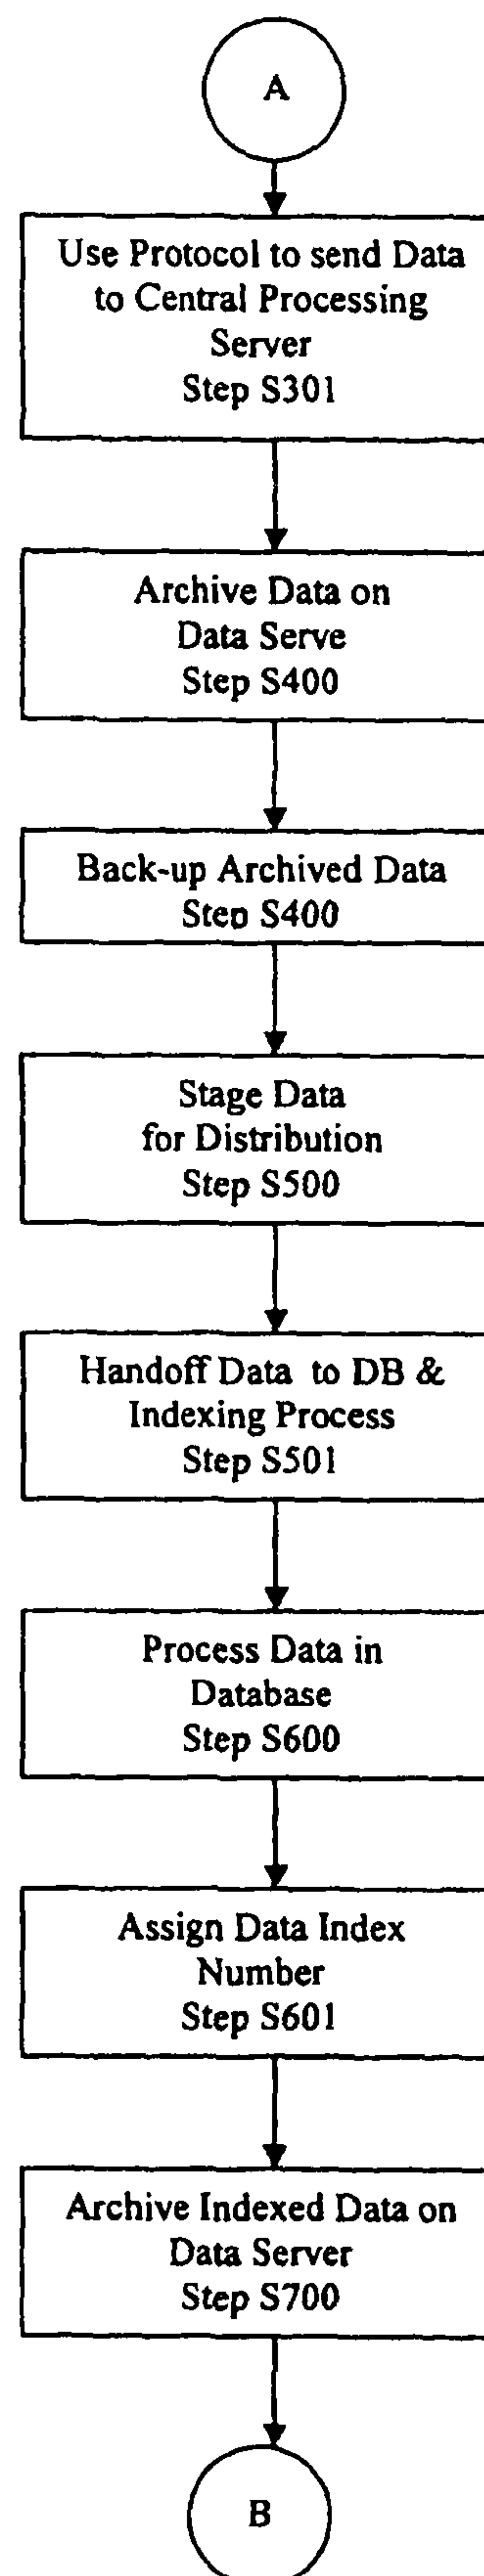 A
Use Protocol to send Data
to Central Processing
Server
Step S301
Archive Data on
Data Serve
Step S400
Back-up Archived Data
Step S400
Stage Data
for Distribution
Step S500
Handoff Data to DB &
Indexing Process
Step S501
Process Data in
Database
Step S600
Assign Data Index
Number
Step S601
Archive Indexed Data on
Data Server
Step S700
B